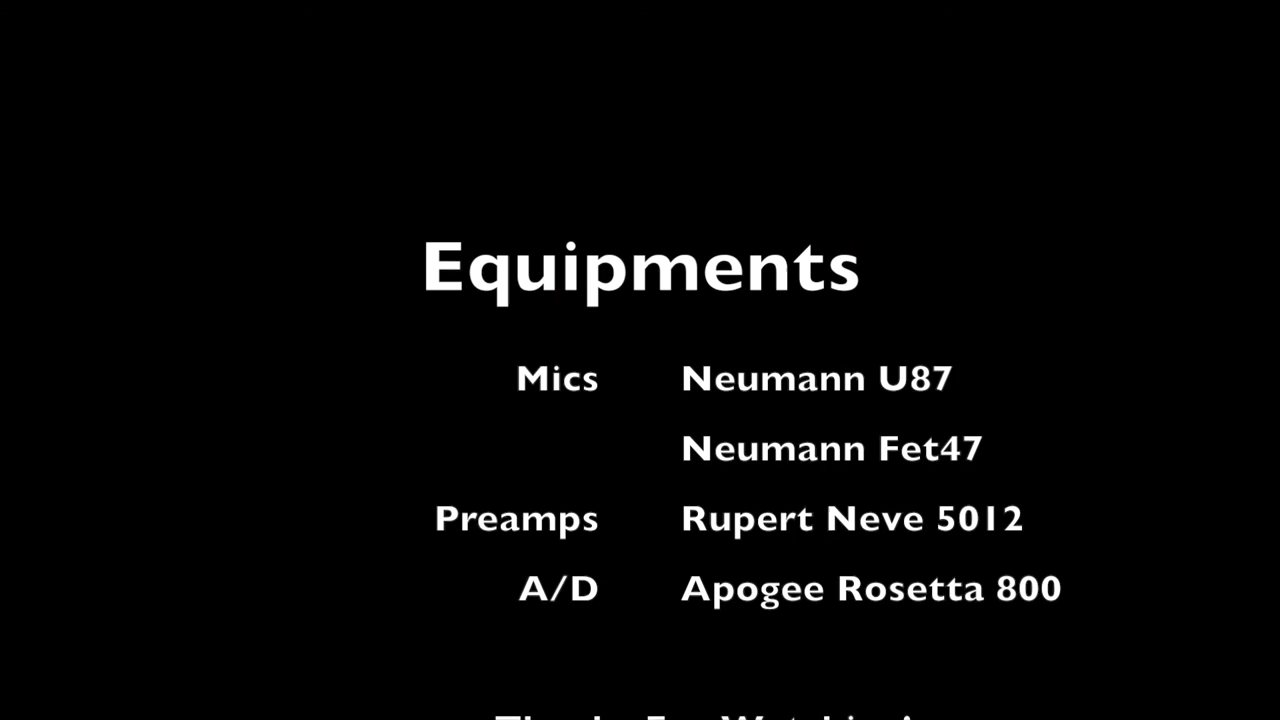 Equipments
Mics Neumann U87
Neumann Fet47
Preamps Rupert Neve 5012
A/D Apogee Rosetta 800